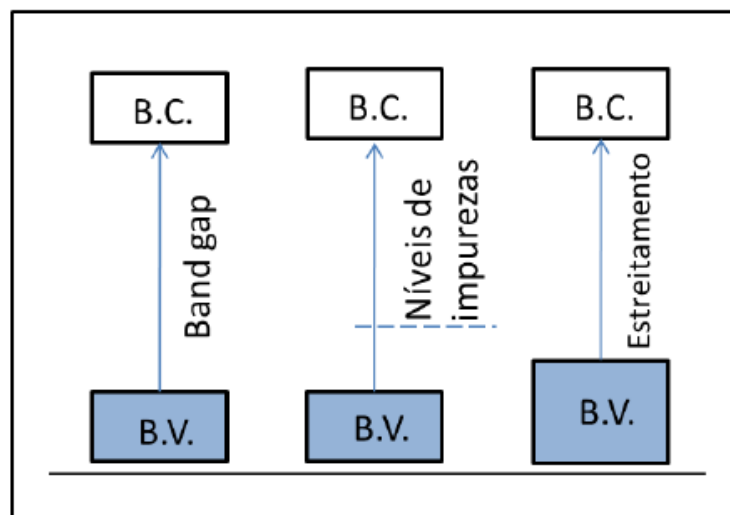 B.C.
B.C.
B.C.
Band gap
Níveis de
impurezas
Estreitamento
B.V.
B.V.
B.V.